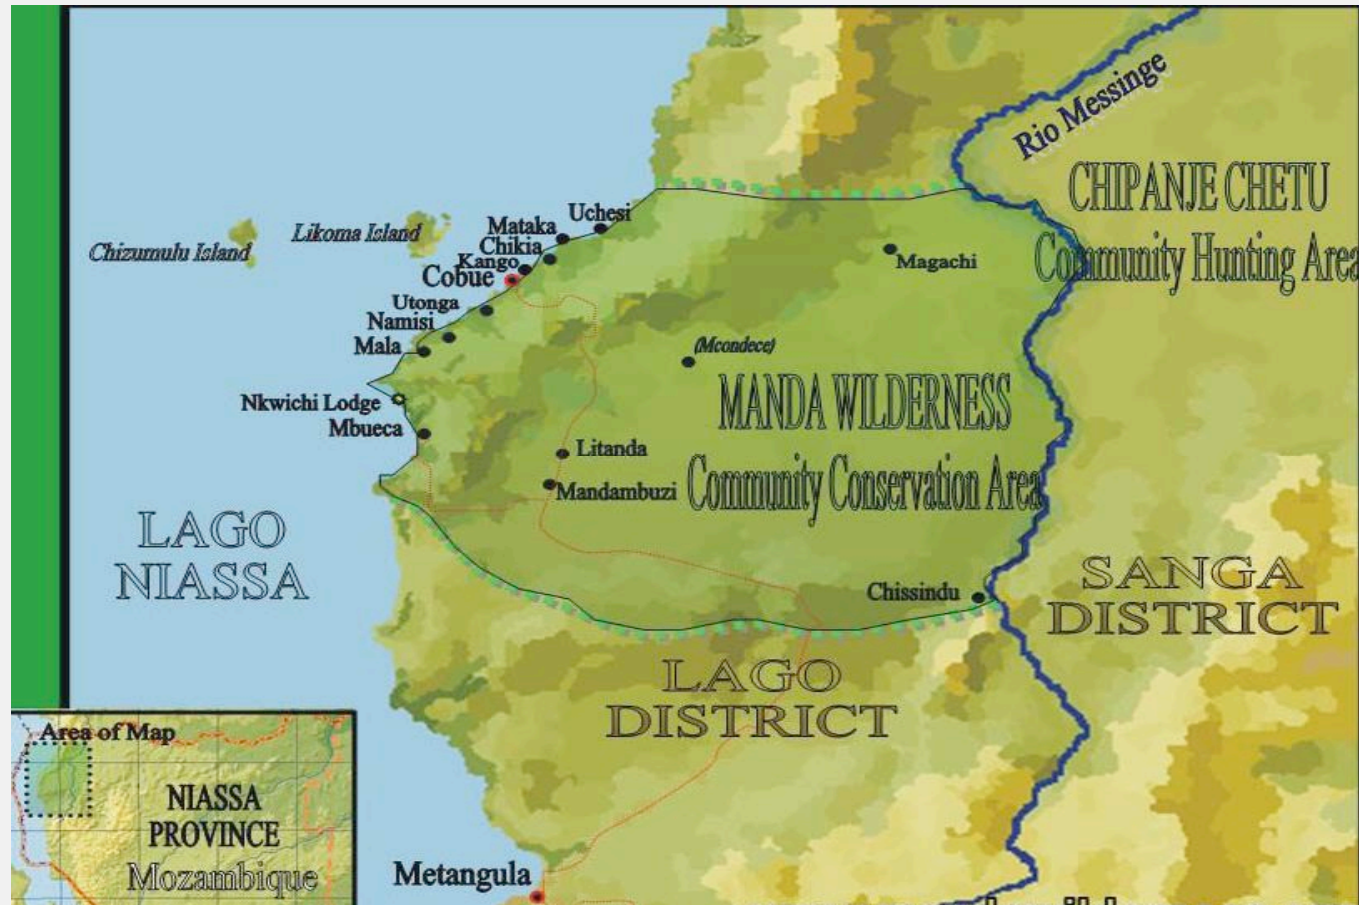 Rio Messinge
CHIPANJE CHETU
Community Hunting Area
Chizumulu Island
Likoma Island
Uchesi
Mataka
Chikia
Kango
Cobue
Utonga
Namisi
Mala
Nkwichi Lodge
Mbueca
Magachi
(Mcondece)
MANDA WILDERNESS
Community Conservation Area
Litanda
Mandambuzi
Chissindu
LAGO
NIASSA
SANGA
DISTRICT
LAGO
DISTRICT
Area of Map
NIASSA
PROVINCE
Mozambique
Metangula